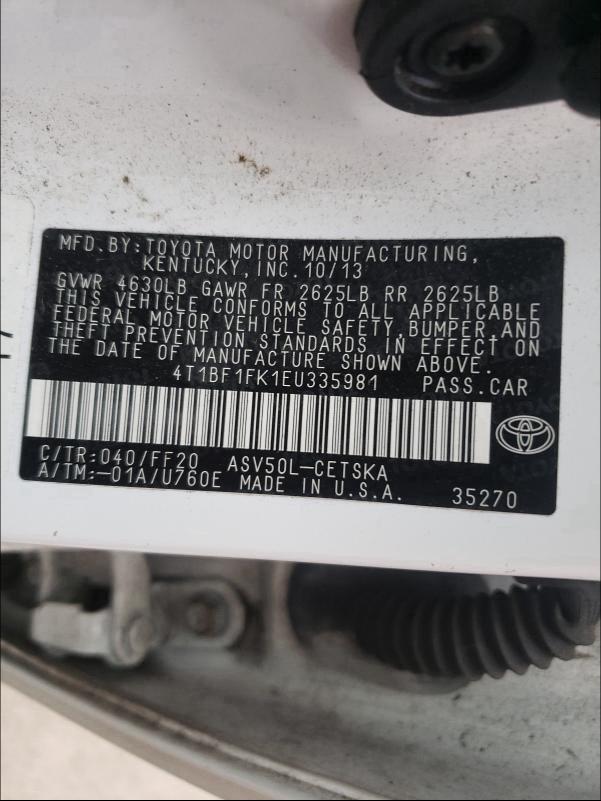 MFD. BY: TOYOTA MOTOR MANUFACTURING,
KENTUCKY, INC. 10/13
GVWR 4630LB GAWR FR 2625LB RR 2625LB
THIS VEHICLE CONFORMS TO ALL APPLICABLE
FEDERAL MOTOR VEHICLE SAFETY, BUMPER, AND
THEFT PREVENTION STANDARDS IN EFFECT ON
THE DATE OF MANUFACTURE SHOWN ABOVE.
4T1BF1FK1EU335981 PASS. CAR
C/TR: 040/FF20 ASV50L-CETSKA
A/TM: -01A/U760E MADE IN U.S.A. 35270